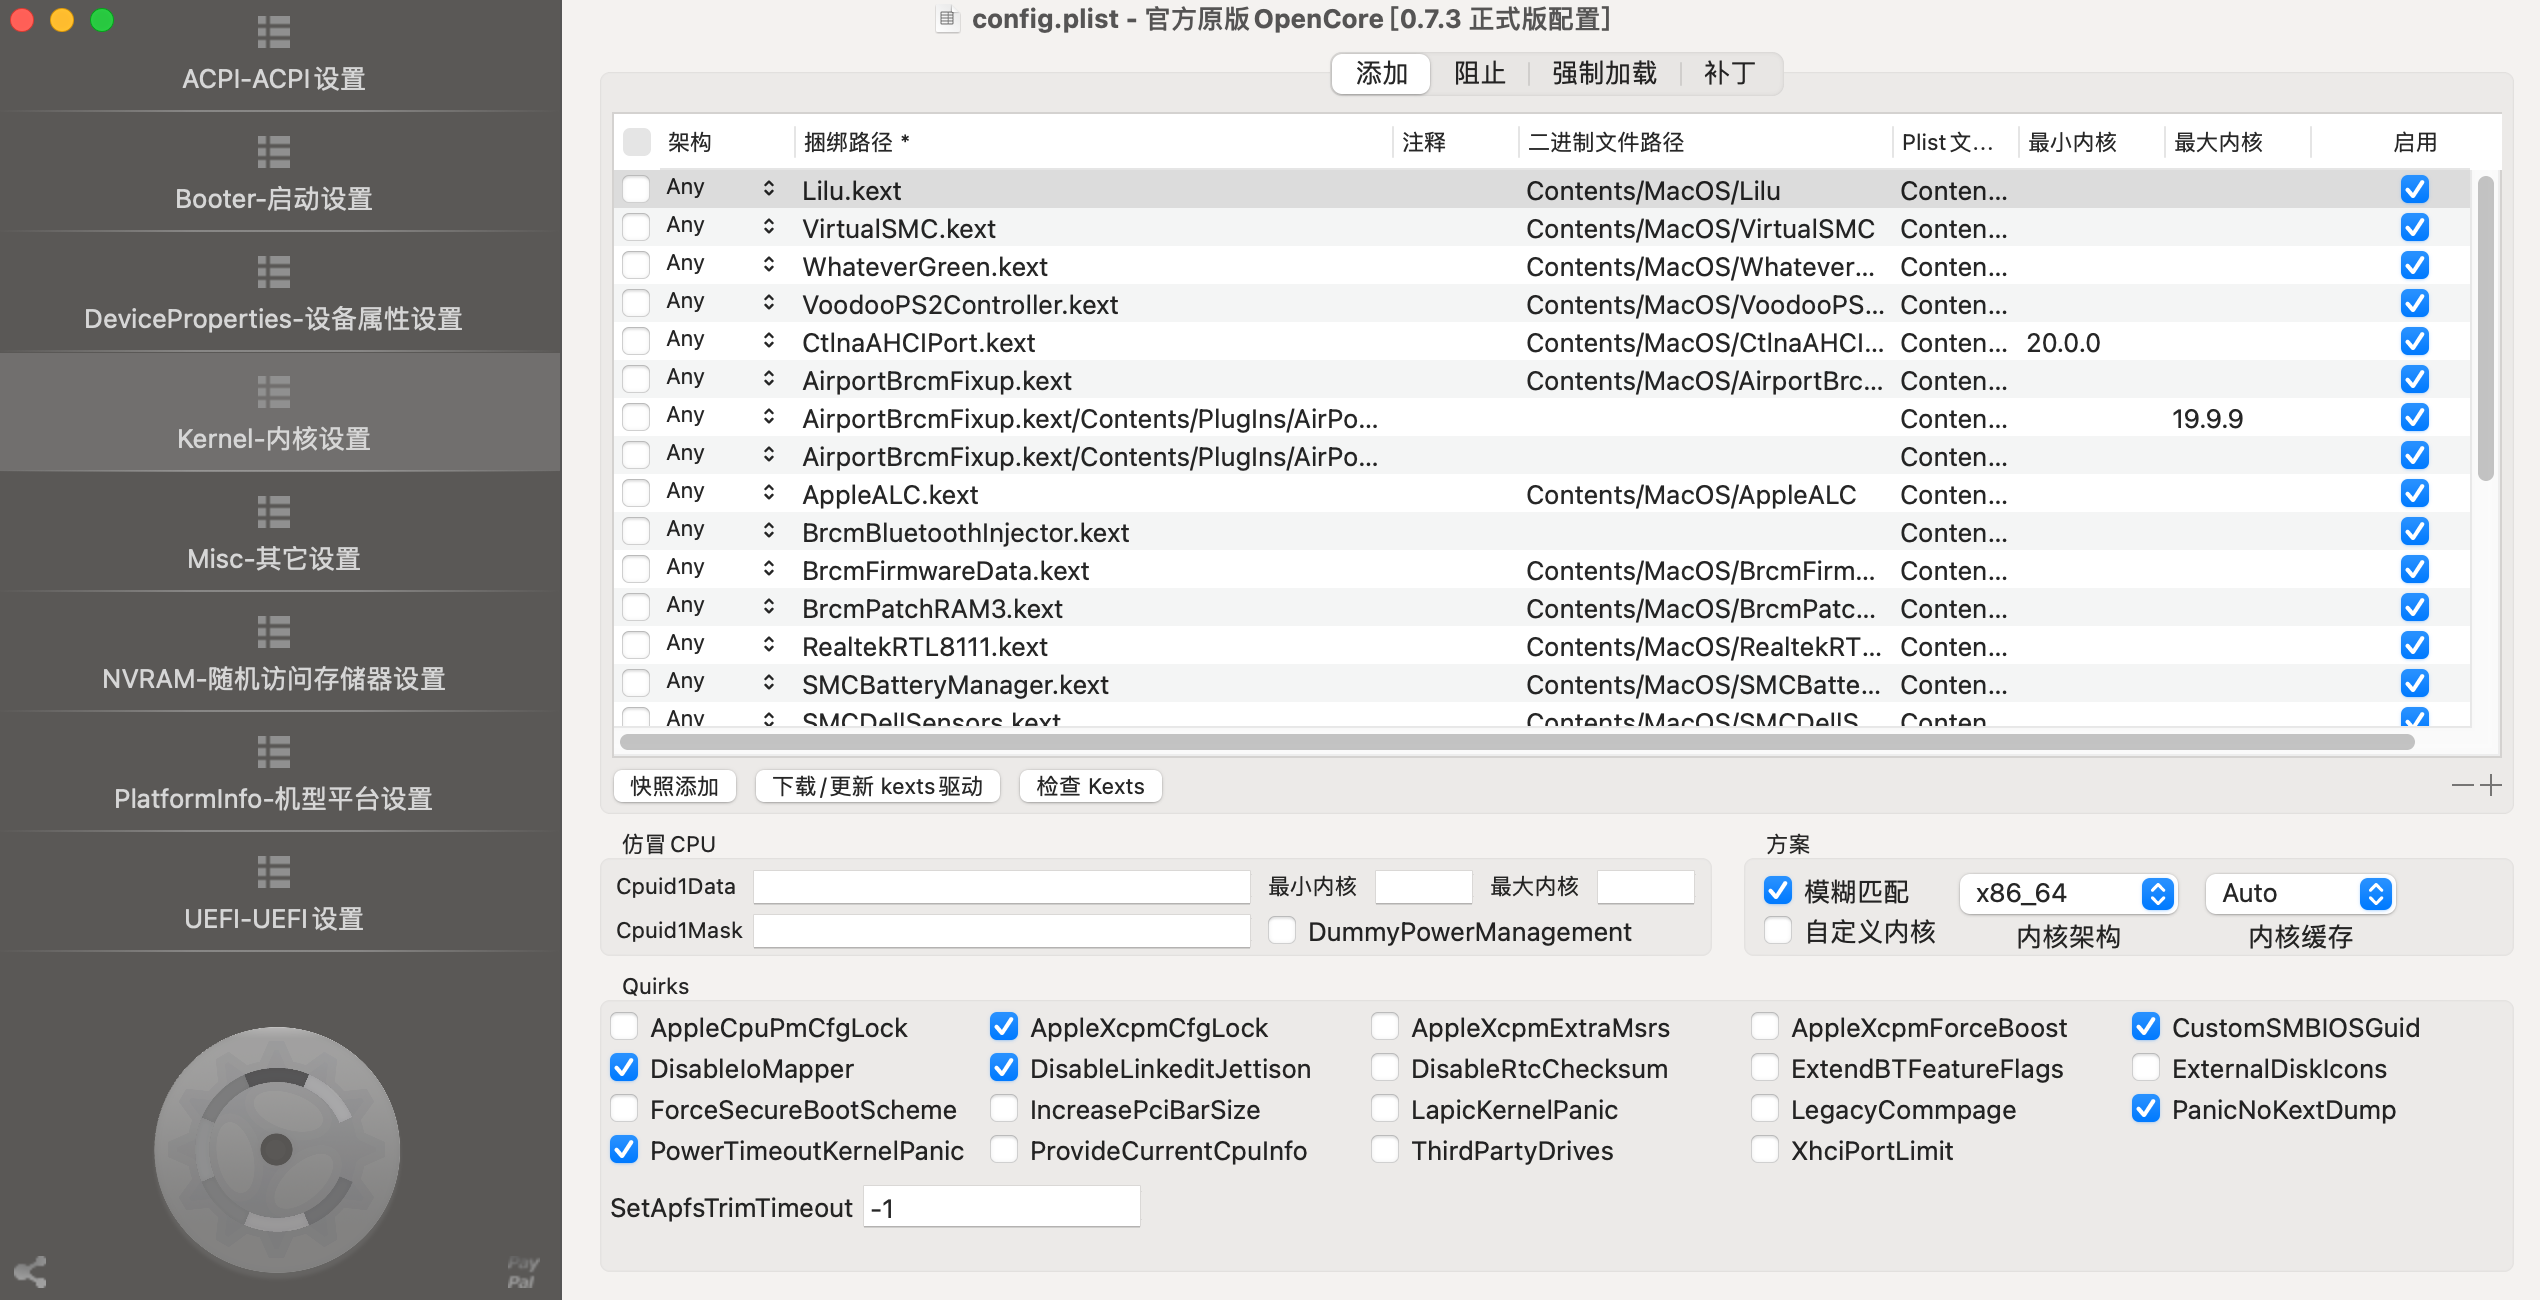 config.plist - 官方原版OpenCore[0.7.3 正式版配置]
ACPI-ACPI设置
Booter-启动设置
DeviceProperties-设备属性设置
Kernel-内核设置
Misc-其它设置
NVRAM-随机访问存储器设置
PlatformInfo-机型平台设置
UEFI-UEFI设置
Pay
Pal
添加 阻止 强制加载 补丁
架构 捆绑路径 * 注释 二进制文件路径 Plist文... 最小内核 最大内核 启用
Any Lilu.kext Contents/MacOS/Lilu Conten...
Any VirtualSMC.kext Contents/MacOS/VirtualSMC Conten...
Any WhateverGreen.kext Contents/MacOS/Whatever... Conten...
Any VoodooPS2Controller.kext Contents/MacOS/VoodooPS... Conten...
Any CtlnaAHCIPort.kext Contents/MacOS/CtlnaAHCI... Conten... 20.0.0
Any AirportBrcmFixup.kext Contents/MacOS/AirportBrc... Conten...
Any AirportBrcmFixup.kext/Contents/PlugIns/AirPo... Conten... 19.9.9
Any AirportBrcmFixup.kext/Contents/PlugIns/AirPo... Conten...
Any AppleALC.kext Contents/MacOS/AppleALC Conten...
Any BrcmBluetoothInjector.kext Conten...
Any BrcmFirmwareData.kext Contents/MacOS/BrcmFirm... Conten...
Any BrcmPatchRAM3.kext Contents/MacOS/BrcmPatc... Conten...
Any RealtekRTL8111.kext Contents/MacOS/RealtekRT... Conten...
Any SMCBatteryManager.kext Contents/MacOS/SMCBatte... Conten...
Any SMCDellSensors.kext Contents/MacOS/SMCDellS... Conten...
快照添加 下载/更新 kexts驱动 检查 Kexts
仿冒CPU
Cpuid1Data 最小内核 最大内核
Cpuid1Mask DummyPowerManagement
方案
模糊匹配 x86_64 Auto
自定义内核 内核架构 内核缓存
Quirks
AppleCpuPmCfgLock AppleXcpmCfgLock AppleXcpmExtraMsrs AppleXcpmForceBoost CustomSMBIOSGuid
DisableIoMapper DisableLinkeditJettison DisableRtcChecksum ExtendBTFeatureFlags ExternalDiskIcons
ForceSecureBootScheme IncreasePciBarSize LapicKernelPanic LegacyCommpage PanicNoKextDump
PowerTimeoutKernelPanic ProvideCurrentCpuInfo ThirdPartyDrives XhciPortLimit
SetApfsTrimTimeout -1